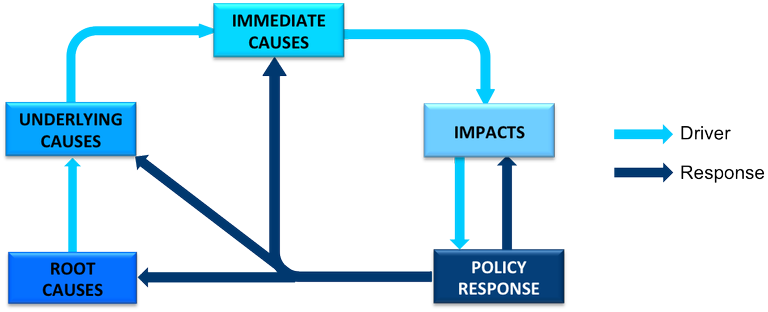 IMMEDIATE
CAUSES
UNDERLYING
CAUSES
IMPACTS
Driver
Response
ROOT
CAUSES
POLICY
RESPONSE